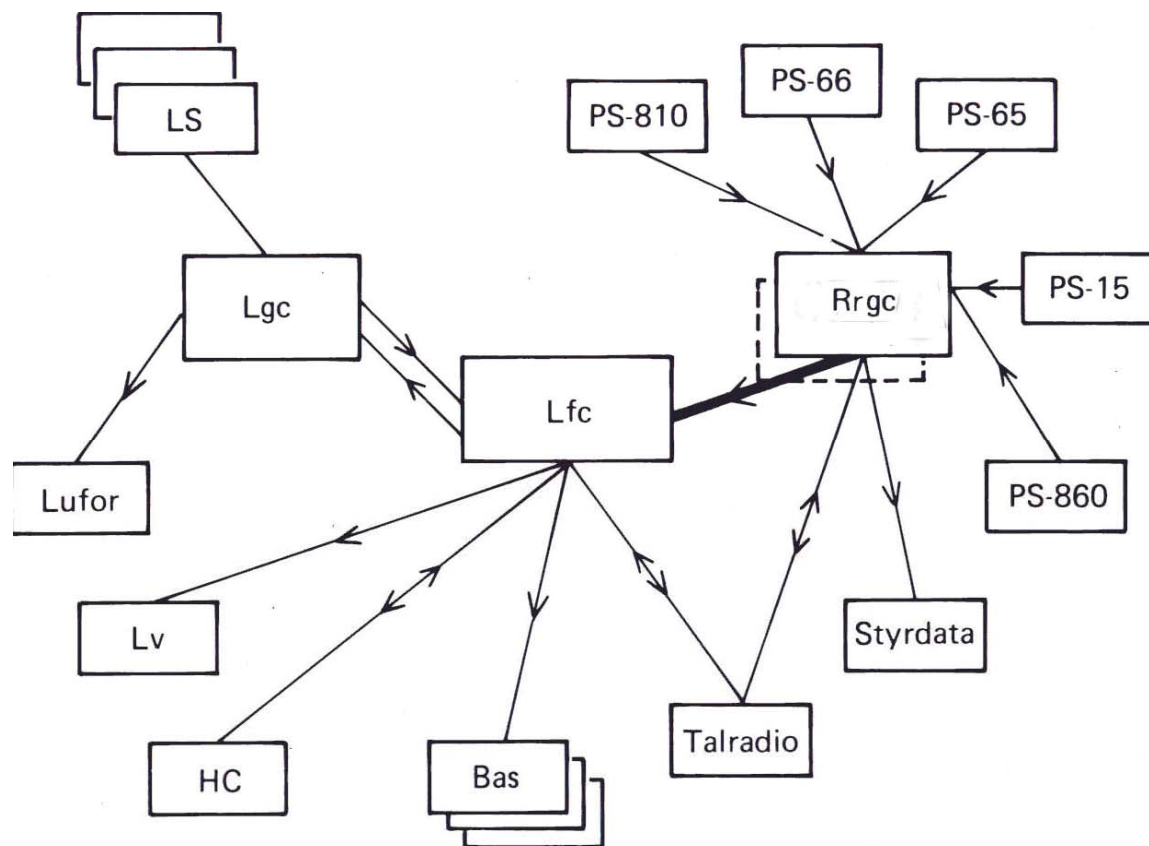 LS
PS-810
PS-66
PS-65
Lgc
Rrgc
PS-15
Lfc
Lufor
PS-860
Lv
Styrdata
HC
Bas
Talradio